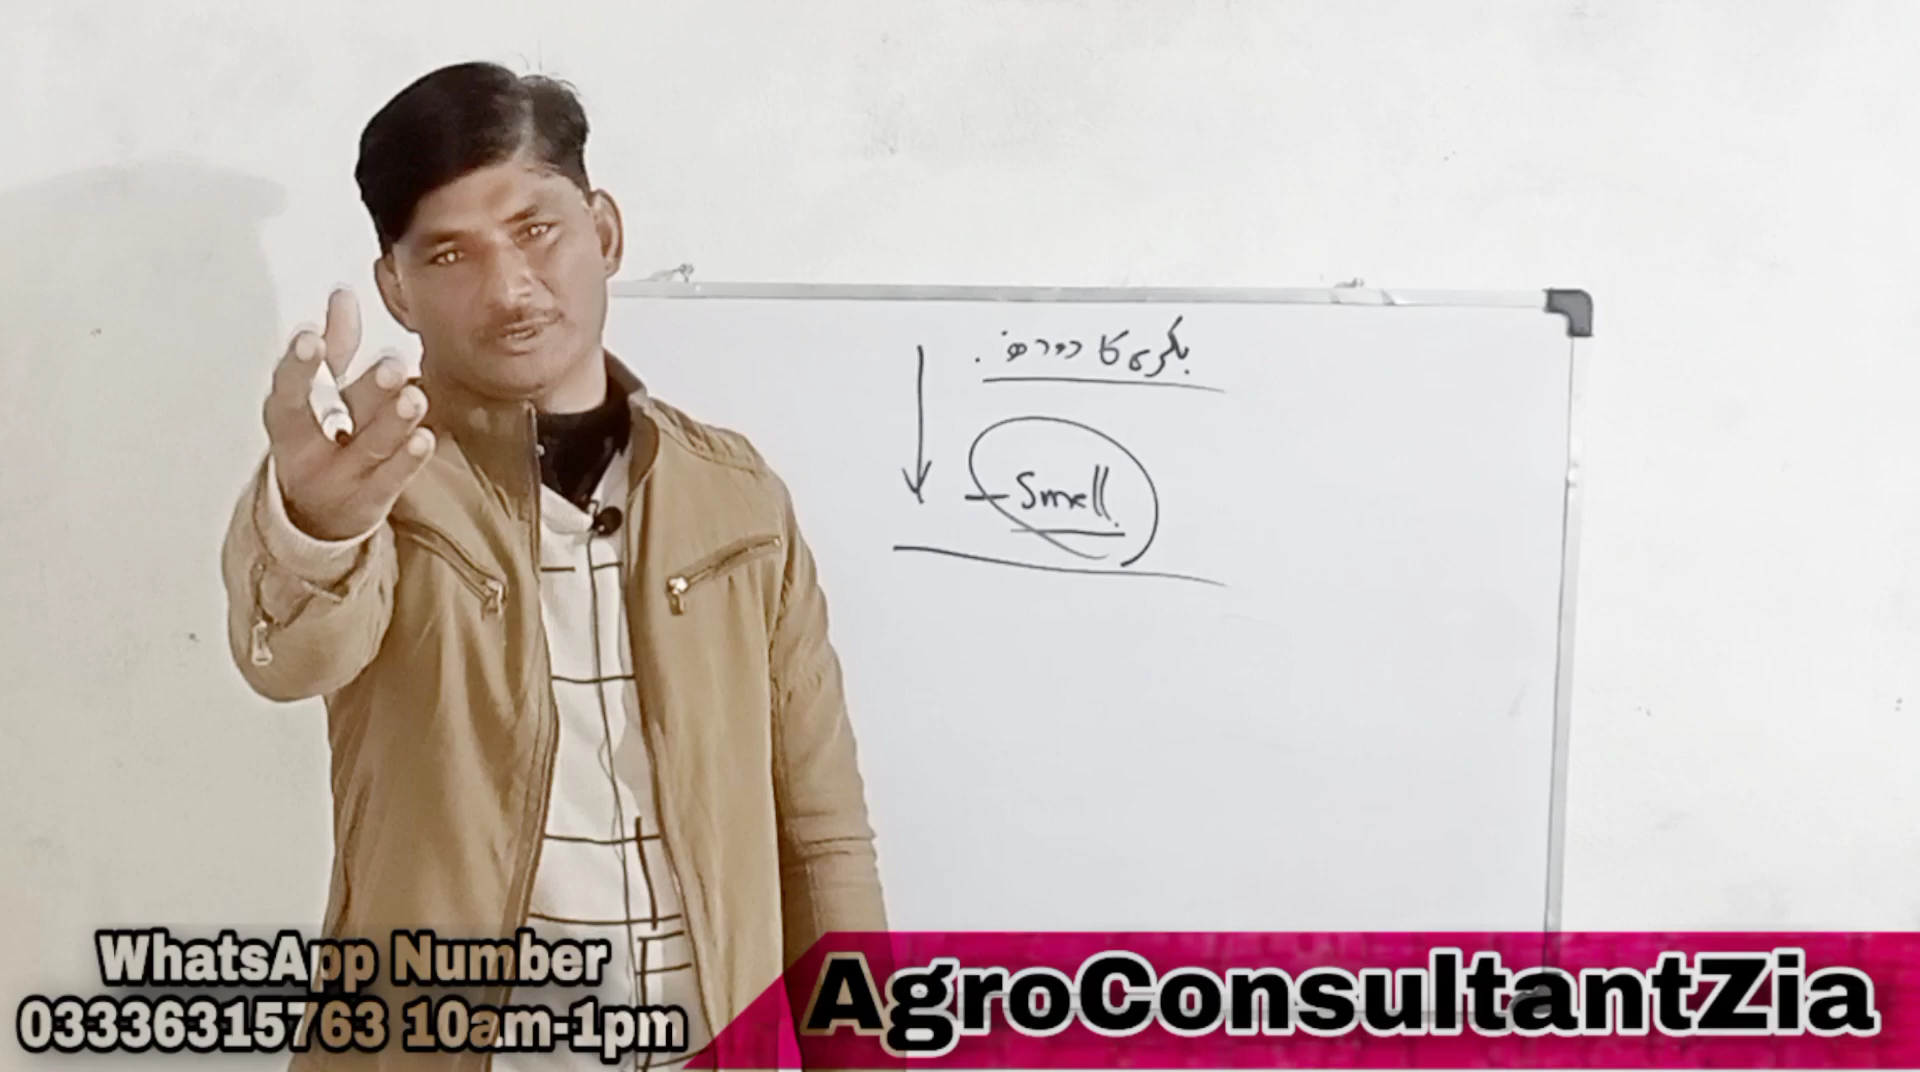 بکری کا دودھ
Smell
WhatsApp Number
03336315763 10am-1pm
AgroConsultantZia